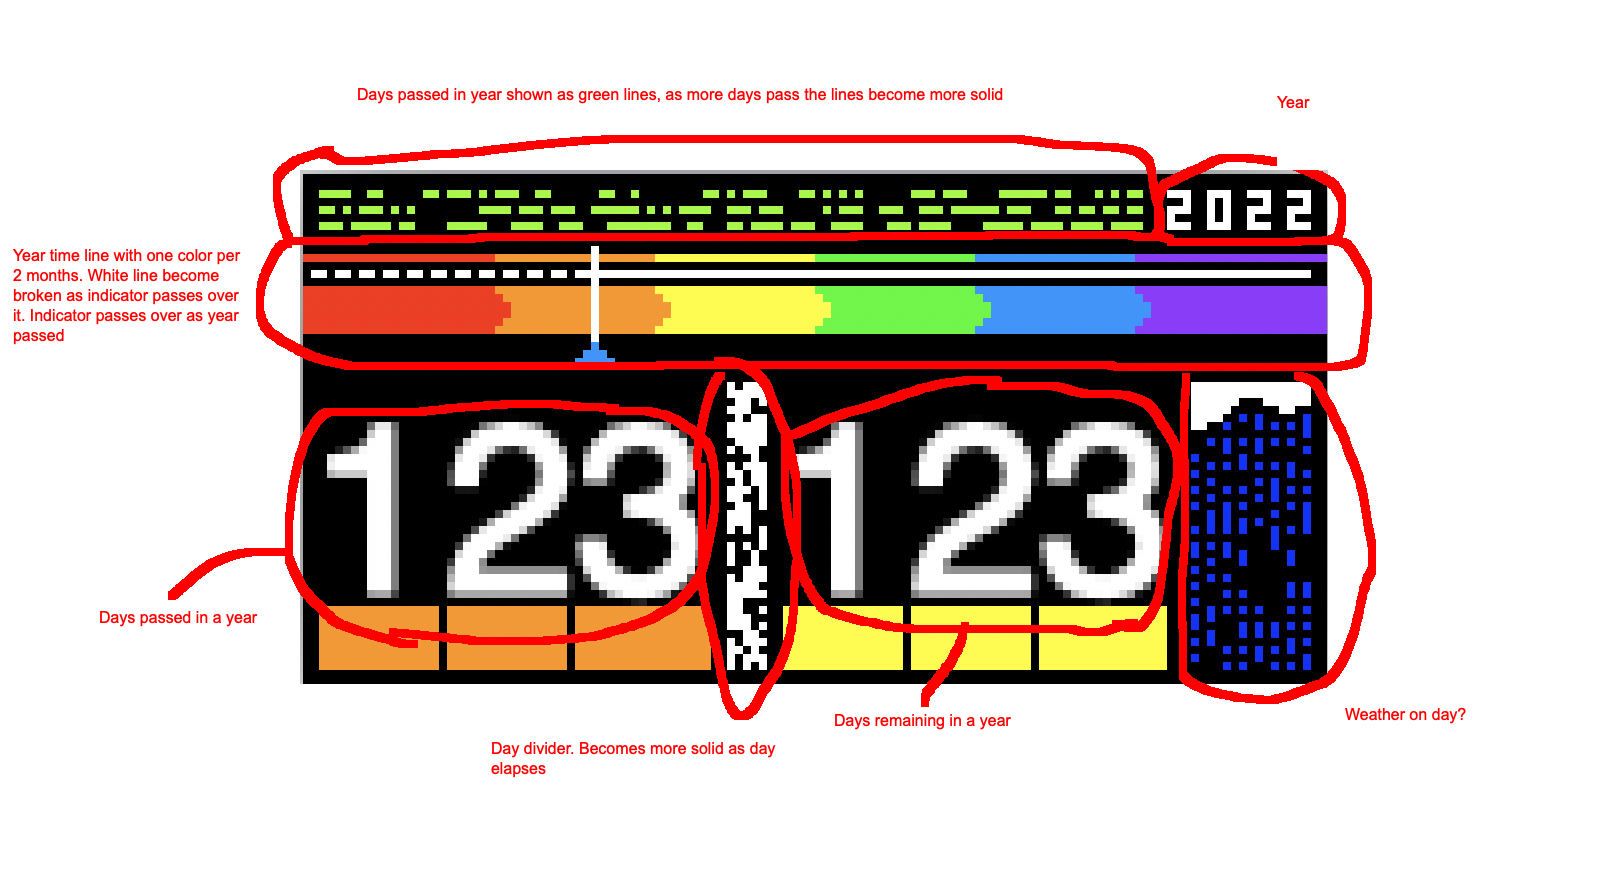 Days passed in year shown as green lines, as more days pass the lines become more solid
Year
2022
Year time line with one color per
2 months. White line become
broken as indicator passes over
it. Indicator passes over as year
passed
123
123
Days passed in a year
Days remaining in a year
Weather on day?
Day divider. Becomes more solid as day
elapses